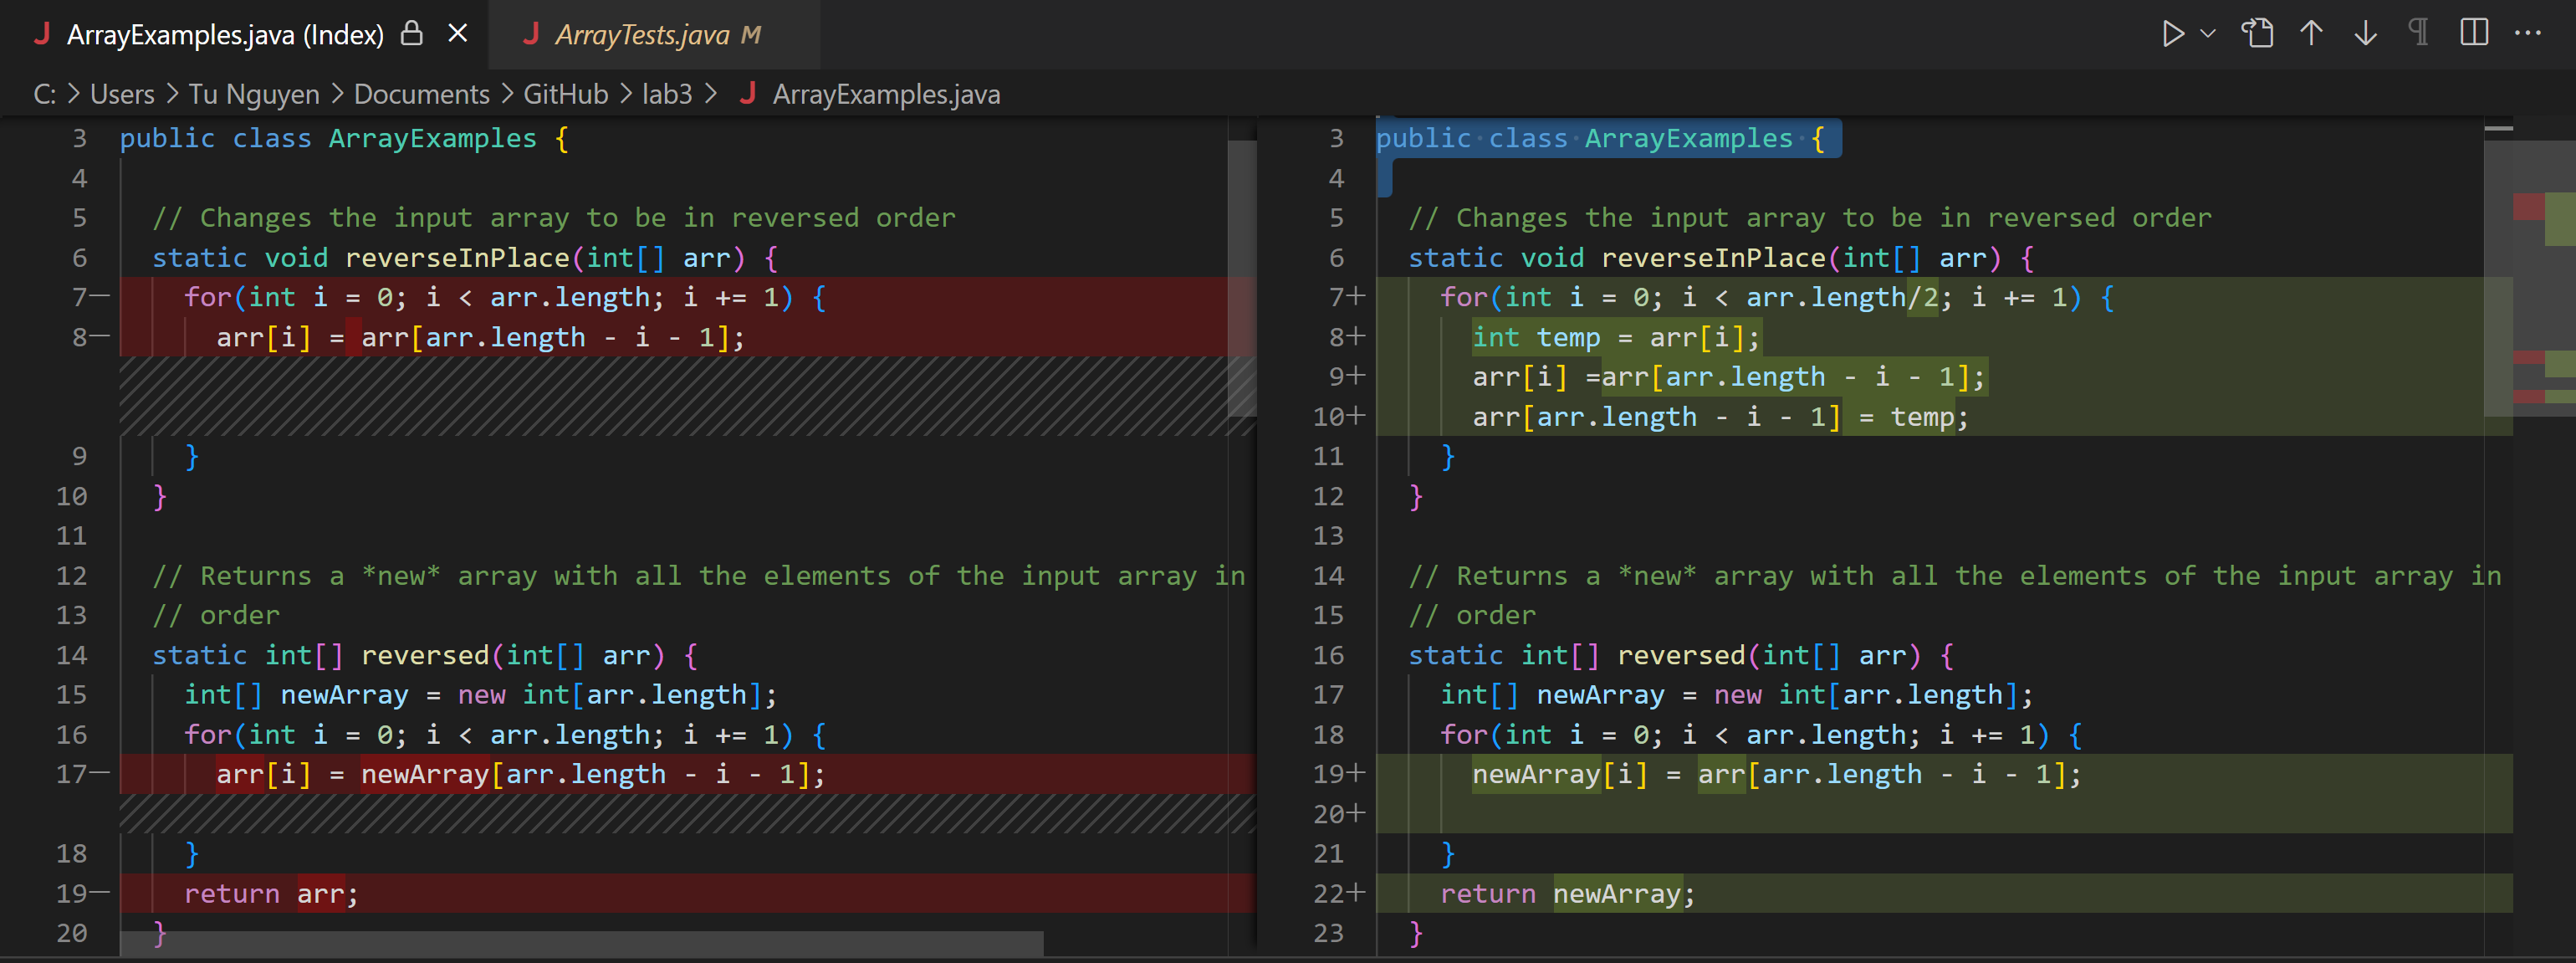 ArrayExamples.java (Index)
ArrayTests.java M
C: > Users > Tu Nguyen > Documents > GitHub > lab3 > J ArrayExamples.java
3 public class ArrayExamples {
4
5 // Changes the input array to be in reversed order
6 static void reverseInPlace(int[] arr) {
7— for(int i = 0; i < arr.length; i += 1) {
8— arr[i] = arr[arr.length - i - 1];
9 }
10 }
11
12 // Returns a *new* array with all the elements of the input array in
13 // order
14 static int[] reversed(int[] arr) {
15 int[] newArray = new int[arr.length];
16 for(int i = 0; i < arr.length; i += 1) {
17— arr[i] = newArray[arr.length - i - 1];
18 }
19— return arr;
20 }
3 public class ArrayExamples {
4
5 // Changes the input array to be in reversed order
6 static void reverseInPlace(int[] arr) {
7+ for(int i = 0; i < arr.length/2; i += 1) {
8+ int temp = arr[i];
9+ arr[i] =arr[arr.length - i - 1];
10+ arr[arr.length - i - 1] = temp;
11 }
12 }
13
14 // Returns a *new* array with all the elements of the input array in
15 // order
16 static int[] reversed(int[] arr) {
17 int[] newArray = new int[arr.length];
18 for(int i = 0; i < arr.length; i += 1) {
19+ newArray[i] = arr[arr.length - i - 1];
20+
21 }
22+ return newArray;
23 }